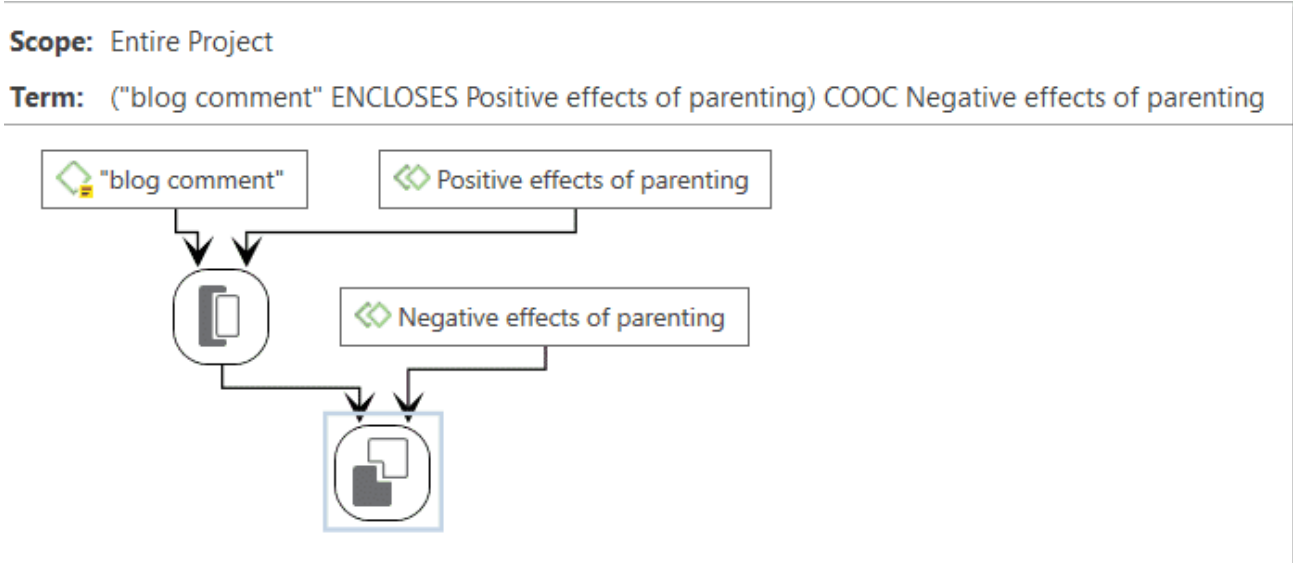 Scope: Entire Project
Term: ("blog comment" ENCLOSES Positive effects of parenting) COOC Negative effects of parenting
"blog comment"
Positive effects of parenting
Negative effects of parenting